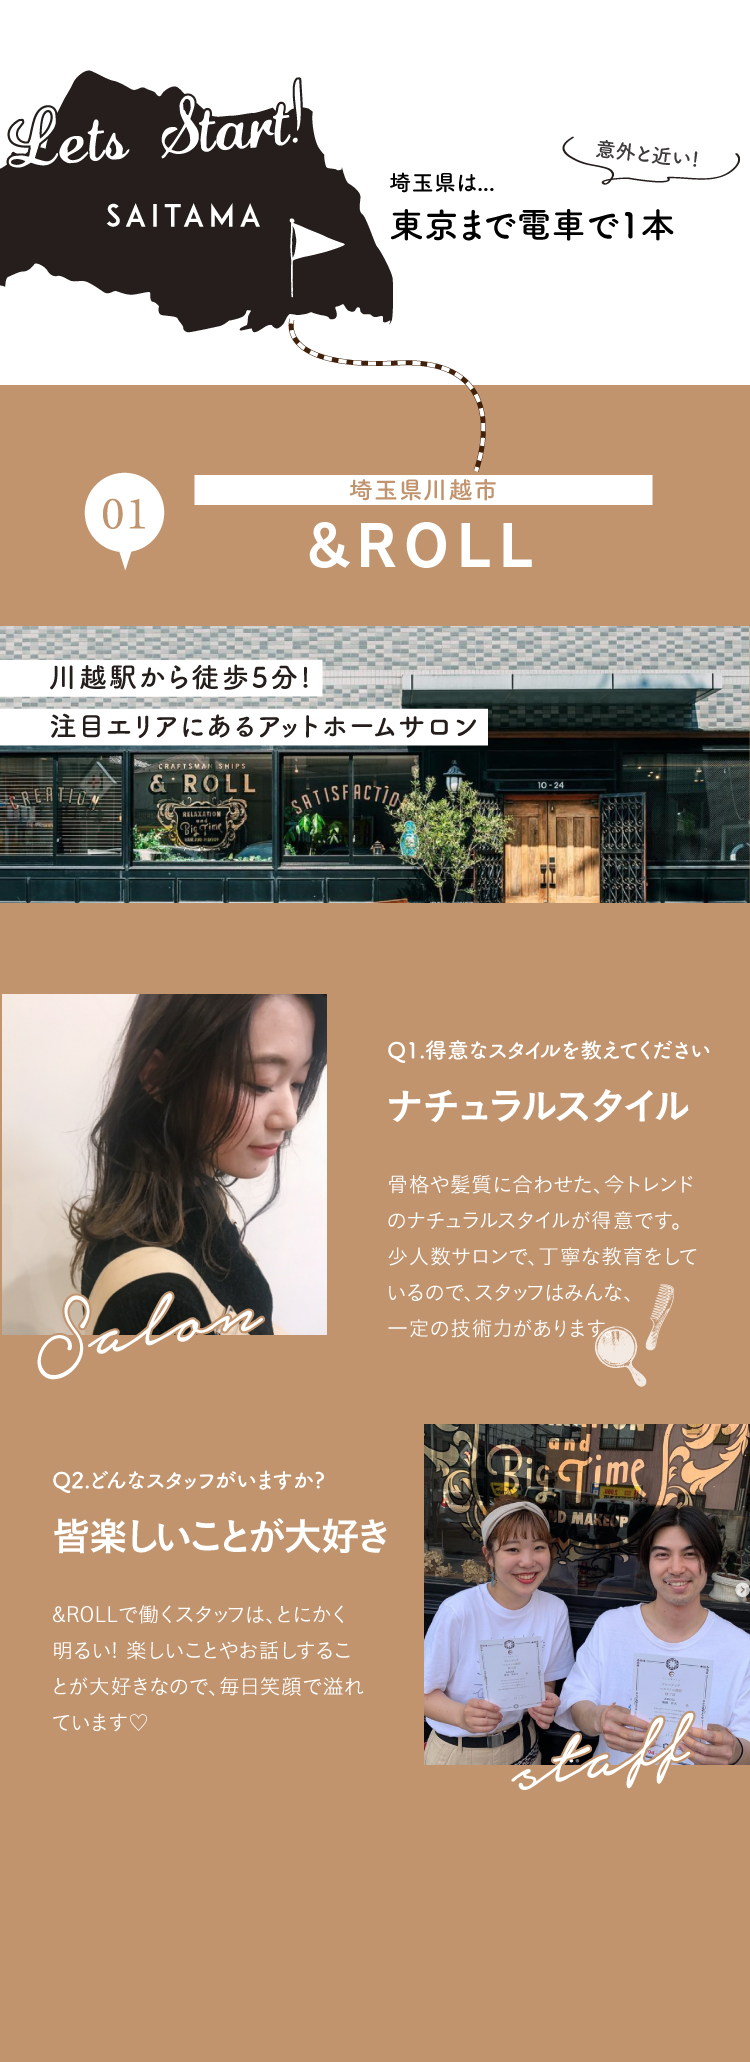 Lets Start!
SAITAMA
意外と近い!
埼玉県は...
東京まで電車で1本
01
埼玉県川越市
&ROLL
川越駅から徒歩5分!
注目エリアにあるアットホームサロン
CREATION
CRAFTSMAN SHIPS
& ROLL
RELAXATION
and
Big Time
SATISFACTION
10-24
Q1.得意なスタイルを教えてください
ナチュラルスタイル
骨格や髪質に合わせた、今トレンド
のナチュラルスタイルが得意です。
少人数サロンで、丁寧な教育をして
いるので、スタッフはみんな、
一定の技術力があります。
Salon
Q2.どんなスタッフがいますか?
皆楽しいことが大好き
&ROLLで働くスタッフは、とにかく
明るい! 楽しいことやお話しするこ
とが大好きなので、毎日笑顔で溢れ
ています♡
and
Big Time
AND MAKEUP
staff